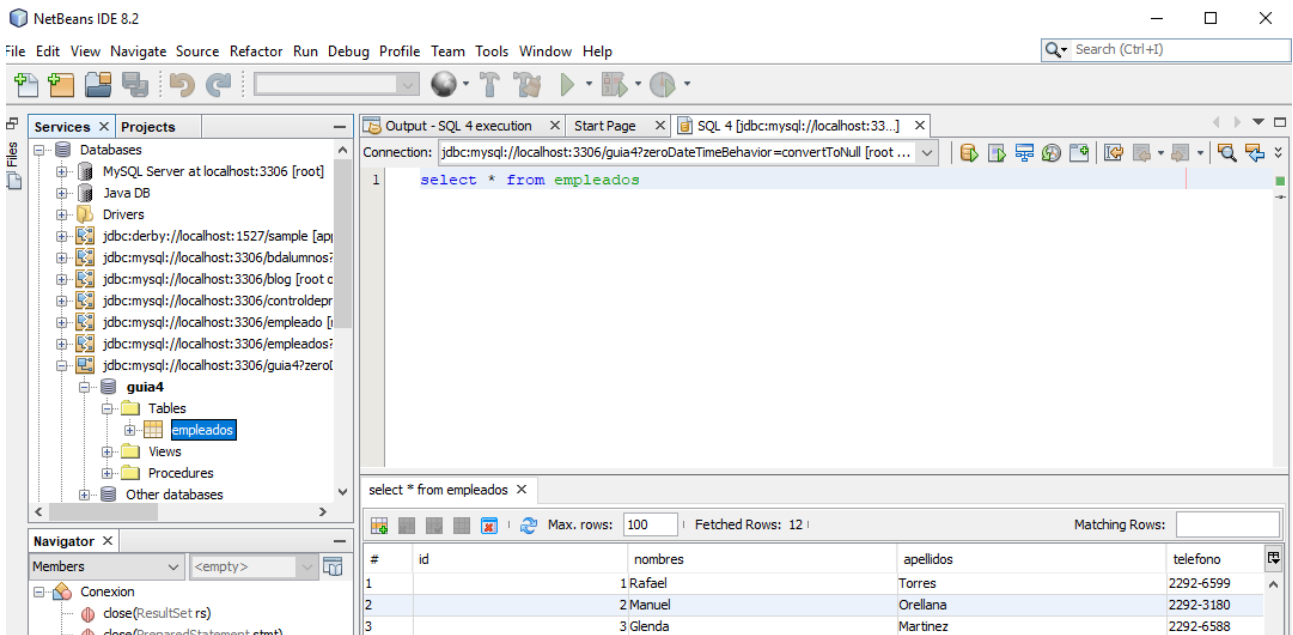 NetBeans IDE 8.2
File Edit View Navigate Source Refactor Run Debug Profile Team Tools Window Help
Search (Ctrl+I)
Files
Services Projects
Databases
MySQL Server at localhost:3306 [root]
Java DB
Drivers
jdbc:derby://localhost:1527/sample [ap
jdbc:mysql://localhost:3306/bdalumnos?
jdbc:mysql://localhost:3306/blog [root o
jdbc:mysql://localhost:3306/controldepr
jdbc:mysql://localhost:3306/empleado [
jdbc:mysql://localhost:3306/empleados?
jdbc:mysql://localhost:3306/guia4?zero
guia4
Tables
empleados
Views
Procedures
Other databases
Navigator
Members <empty>
Conexion
close(ResultSet rs)
close(PreparedStatement stmt)
Output - SQL 4 execution Start Page SQL 4 [jdbc:mysql://localhost:33...]
Connection: jdbc:mysql://localhost:3306/guia4?zeroDateTimeBehavior=convertToNull [root ...
1 select * from empleados
select * from empleados
Max. rows: 100 Fetched Rows: 12 Matching Rows:
# id nombres apellidos telefono
1 1 Rafael Torres 2292-6599
2 2 Manuel Orellana 2292-3180
3 3 Glenda Martinez 2292-6588